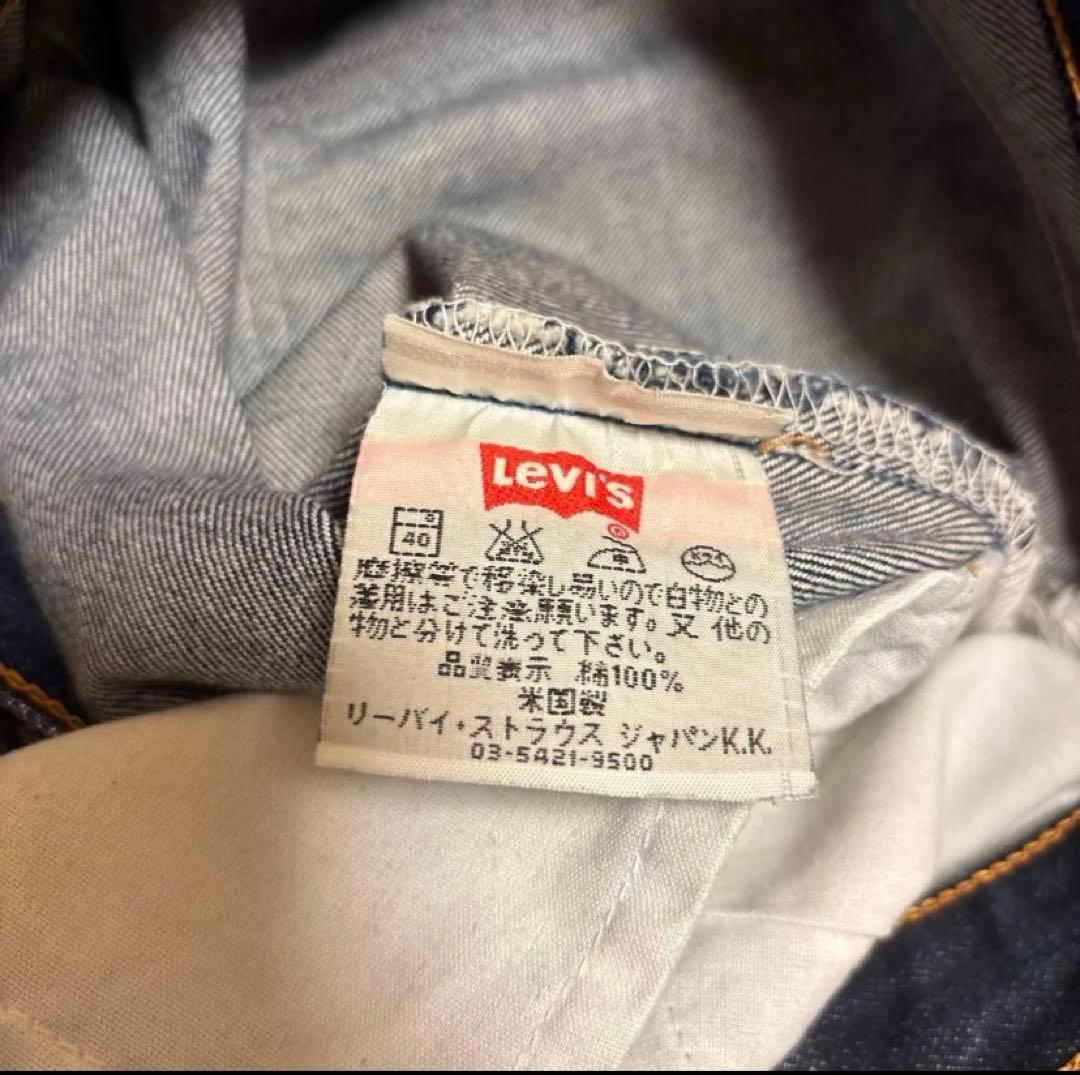 Levi's
®
40 中
摩擦等で移染し易いので白物との
着用はご注意願います。又 他の
物と分けて洗って下さい。
品質表示 綿100%
米国製
リーバイ・ストラウス ジャパンK.K.
03-5421-9500